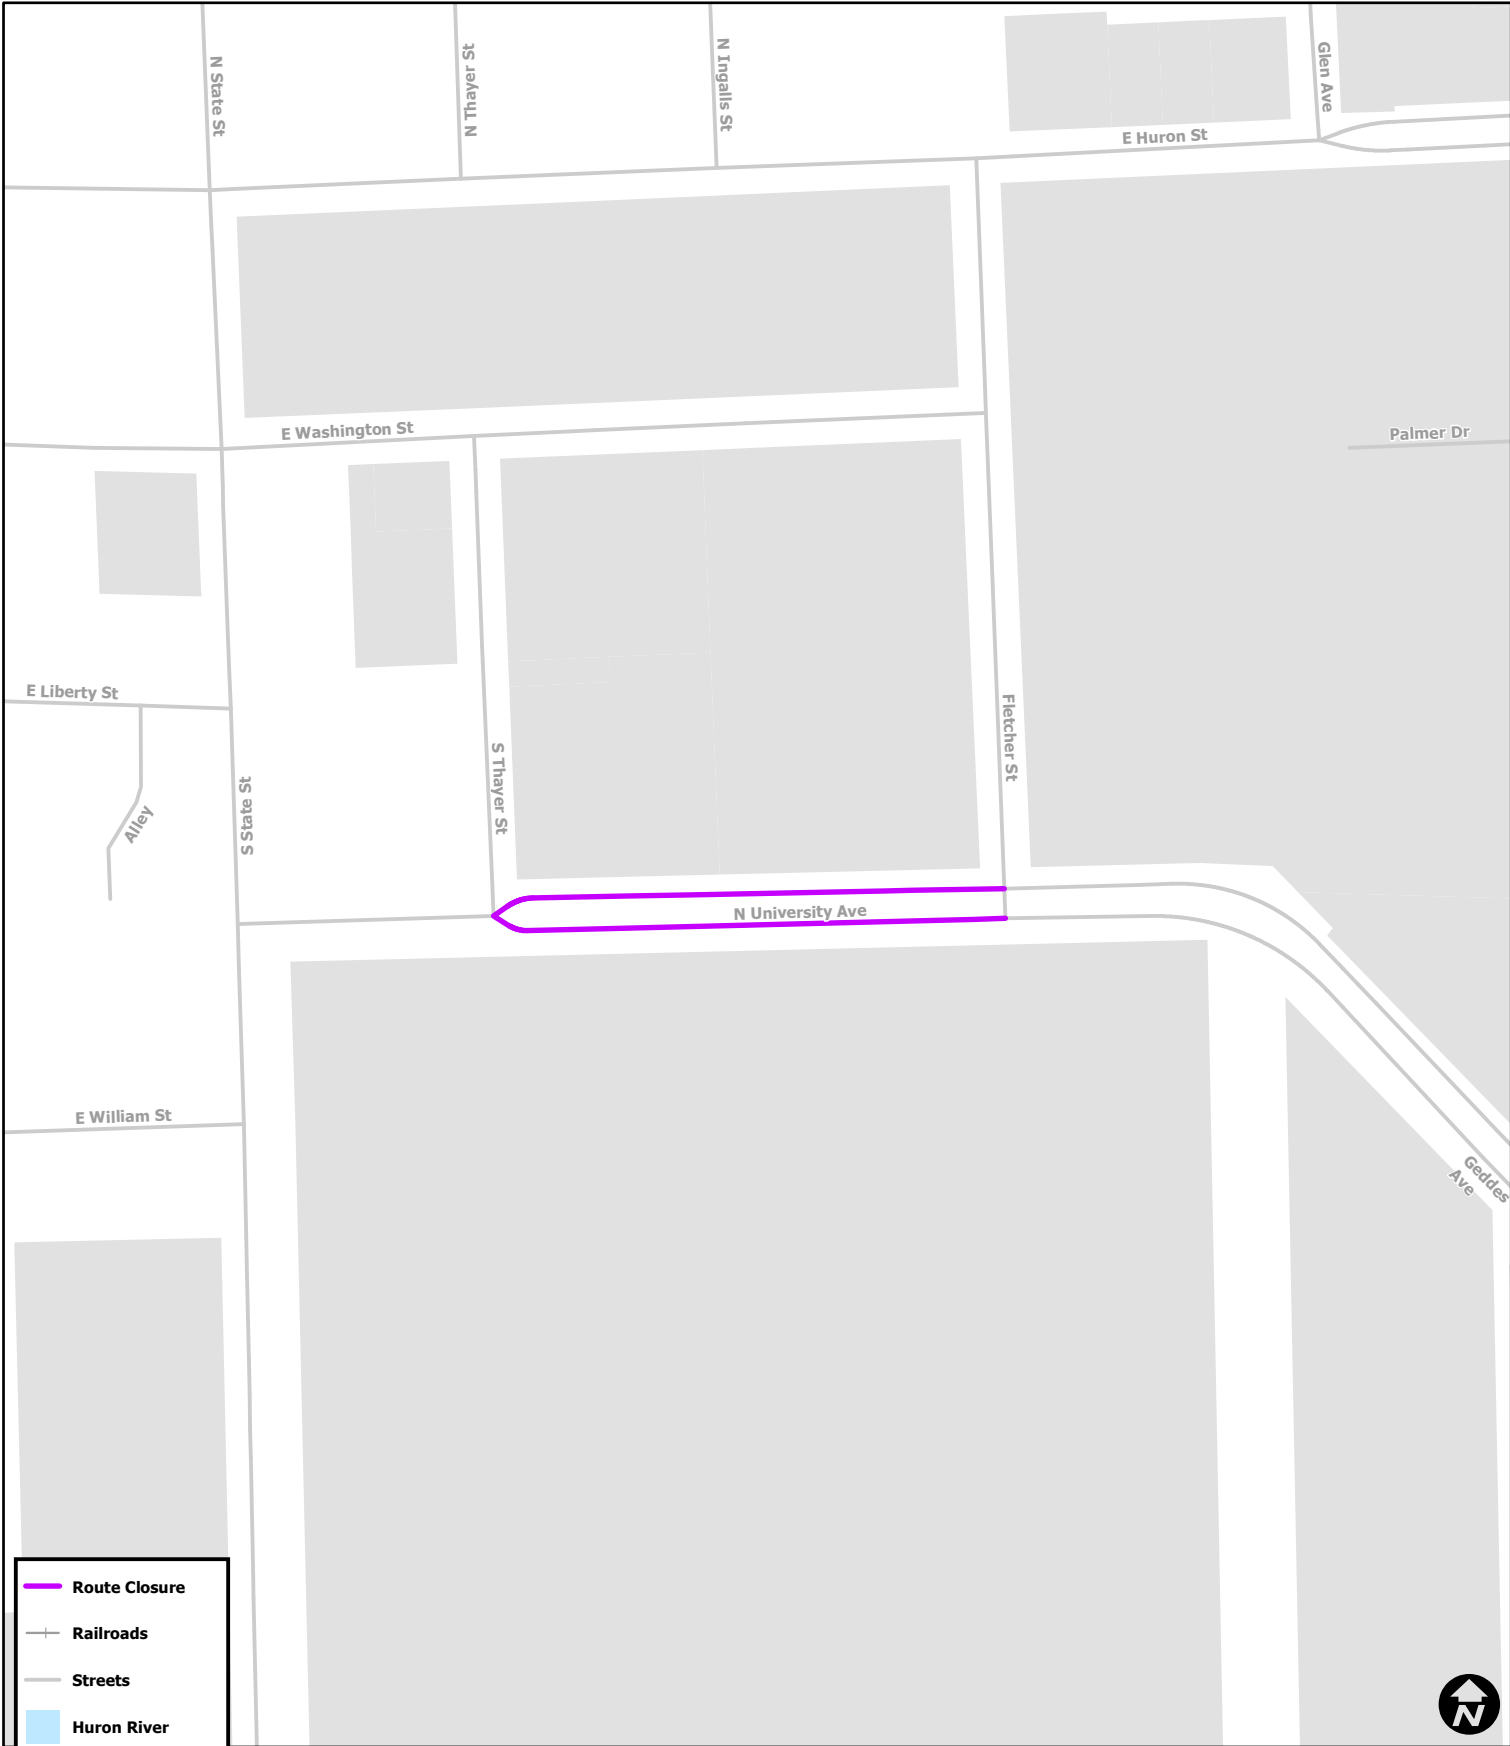 N State St
N Thayer St
N Ingalls St
Glen Ave
E Huron St
E Washington St
Palmer Dr
E Liberty St
Alley
S State St
S Thayer St
Fletcher St
N University Ave
E William St
Geddes
Ave
Route Closure
Railroads
Streets
Huron River
N